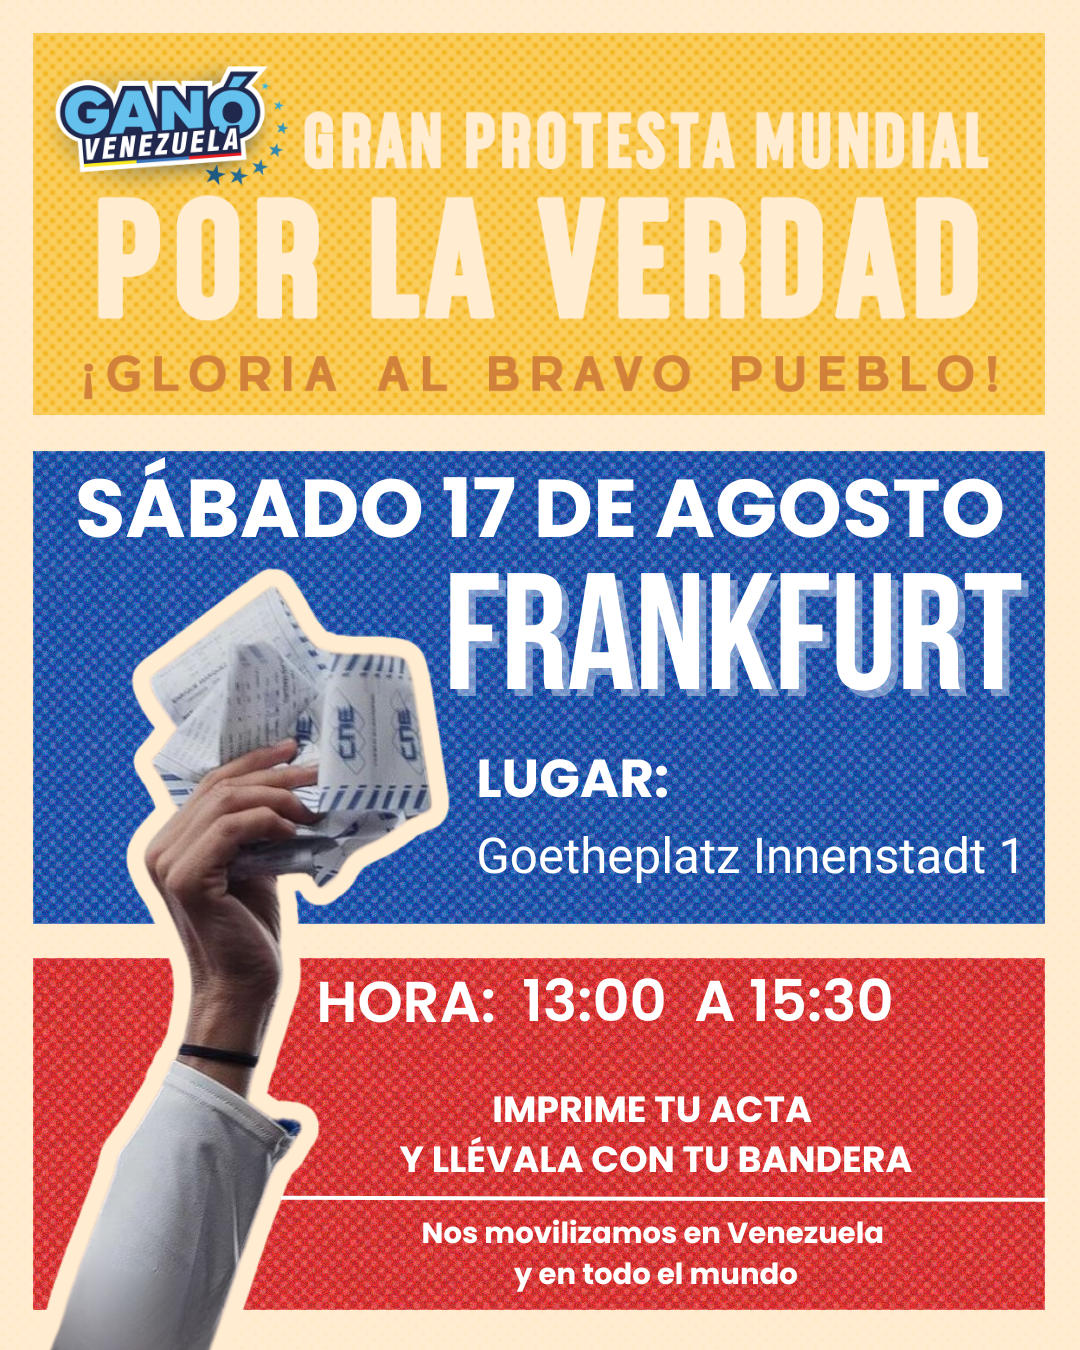 GANÓ
VENEZUELA
GRAN PROTESTA MUNDIAL
POR LA VERDAD
¡GLORIA AL BRAVO PUEBLO!
SÁBADO 17 DE AGOSTO
FRANKFURT
CNE
CNE
LUGAR:
Goetheplatz Innenstadt 1
HORA: 13:00 A 15:30
IMPRIME TU ACTA
Y LLÉVALA CON TU BANDERA
Nos movilizamos en Venezuela
y en todo el mundo